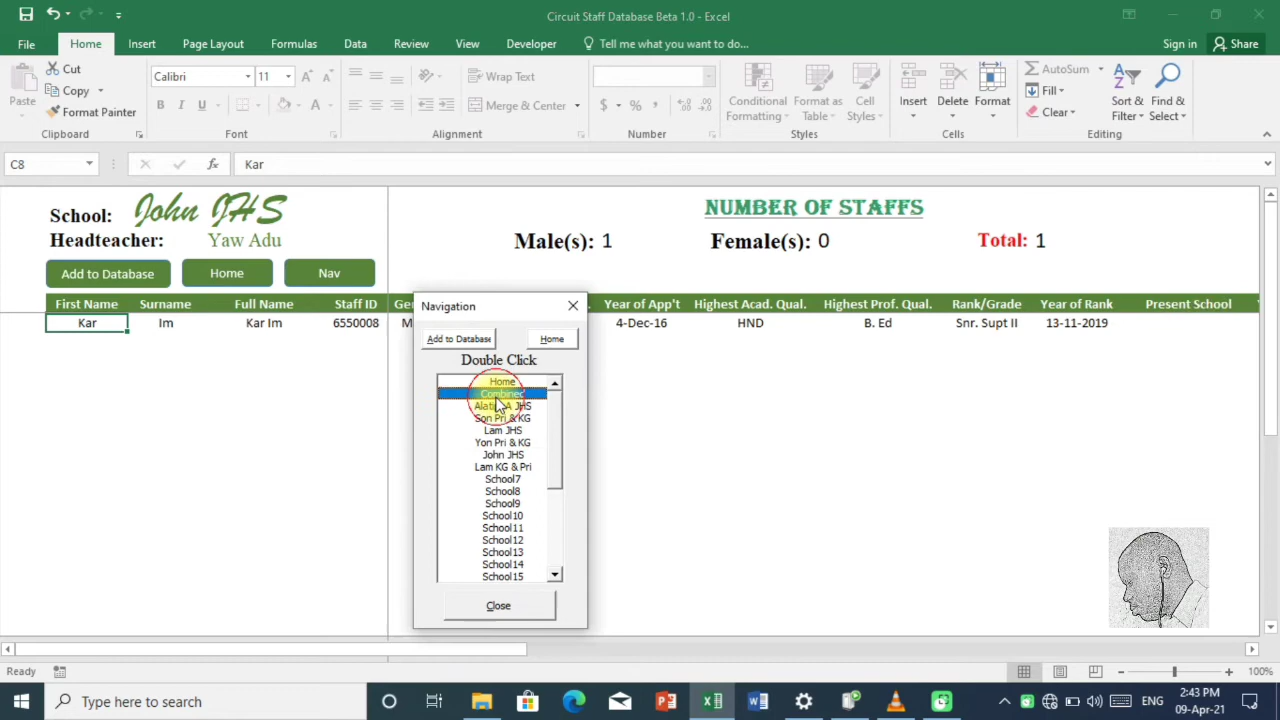 Circuit Staff Database Beta 1.0 - Excel
File Home Insert Page Layout Formulas Data Review View Developer Tell me what you want to do... Sign in Share
Paste
Cut
Copy
Format Painter
Calibri 11
B I U
Wrap Text
Merge & Center
$ % ,
Conditional Formatting
Format as Table
Cell Styles
Insert Delete Format
AutoSum
Fill
Clear
Sort & Filter
Find & Select
Clipboard Font Alignment Number Styles Cells Editing
C8 fx Kar
School: John JHS
Headteacher: Yaw Adu
NUMBER OF STAFFS
Male(s): 1 Female(s): 0 Total: 1
Add to Database Home Nav
First Name Surname Full Name Staff ID Year of App't Highest Acad. Qual. Highest Prof. Qual. Rank/Grade Year of Rank Present School
Kar Im Kar Im 6550008 4-Dec-16 HND B. Ed Snr. Supt II 13-11-2019
Navigation
Add to Database Home
Double Click
Home
Combined
JHS
Son Pri & KG
Lam JHS
Yon Pri & KG
John JHS
Lam KG & Pri
School7
School8
School9
School10
School11
School12
School13
School14
School15
Close
Ready 100%
Type here to search
ENG
2:43 PM
09-Apr-21